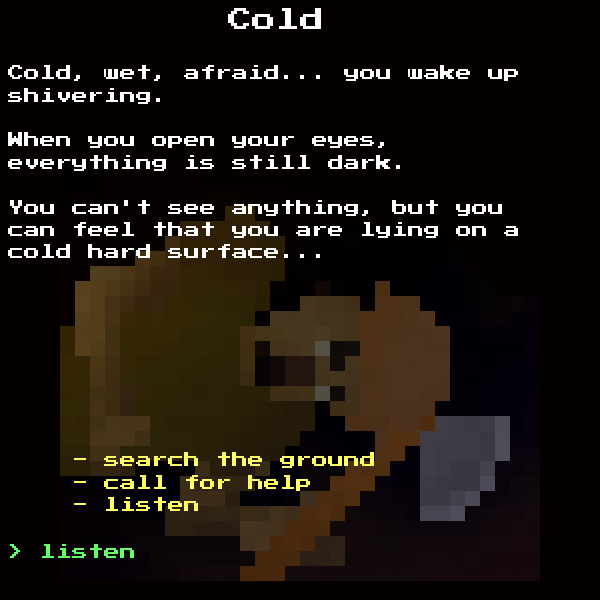 Cold
Cold, wet, afraid... you wake up
shivering.
When you open your eyes,
everything is still dark.
You can't see anything, but you
can feel that you are lying on a
cold hard surface...
- search the ground
- call for help
- listen
> listen